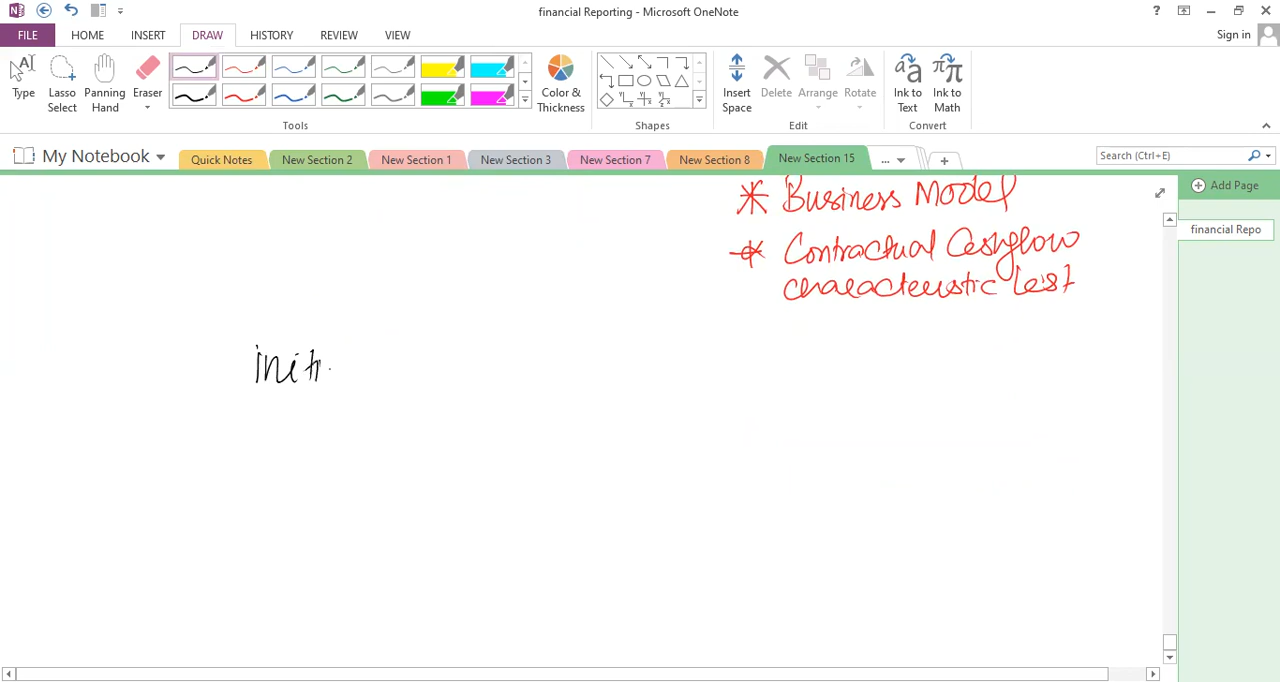 financial Reporting - Microsoft OneNote
?
FILE HOME INSERT DRAW HISTORY REVIEW VIEW
Sign in
Type Lasso Select Panning Hand Eraser Color & Thickness Insert Space Delete Arrange Rotate Ink to Text Ink to Math
Tools Shapes Edit Convert
My Notebook Quick Notes New Section 2 New Section 1 New Section 3 New Section 7 New Section 8 New Section 15 ... Search (Ctrl+E)
Add Page
financial Repo
Business Model
Contractual Cashflow
characteristic test
initi